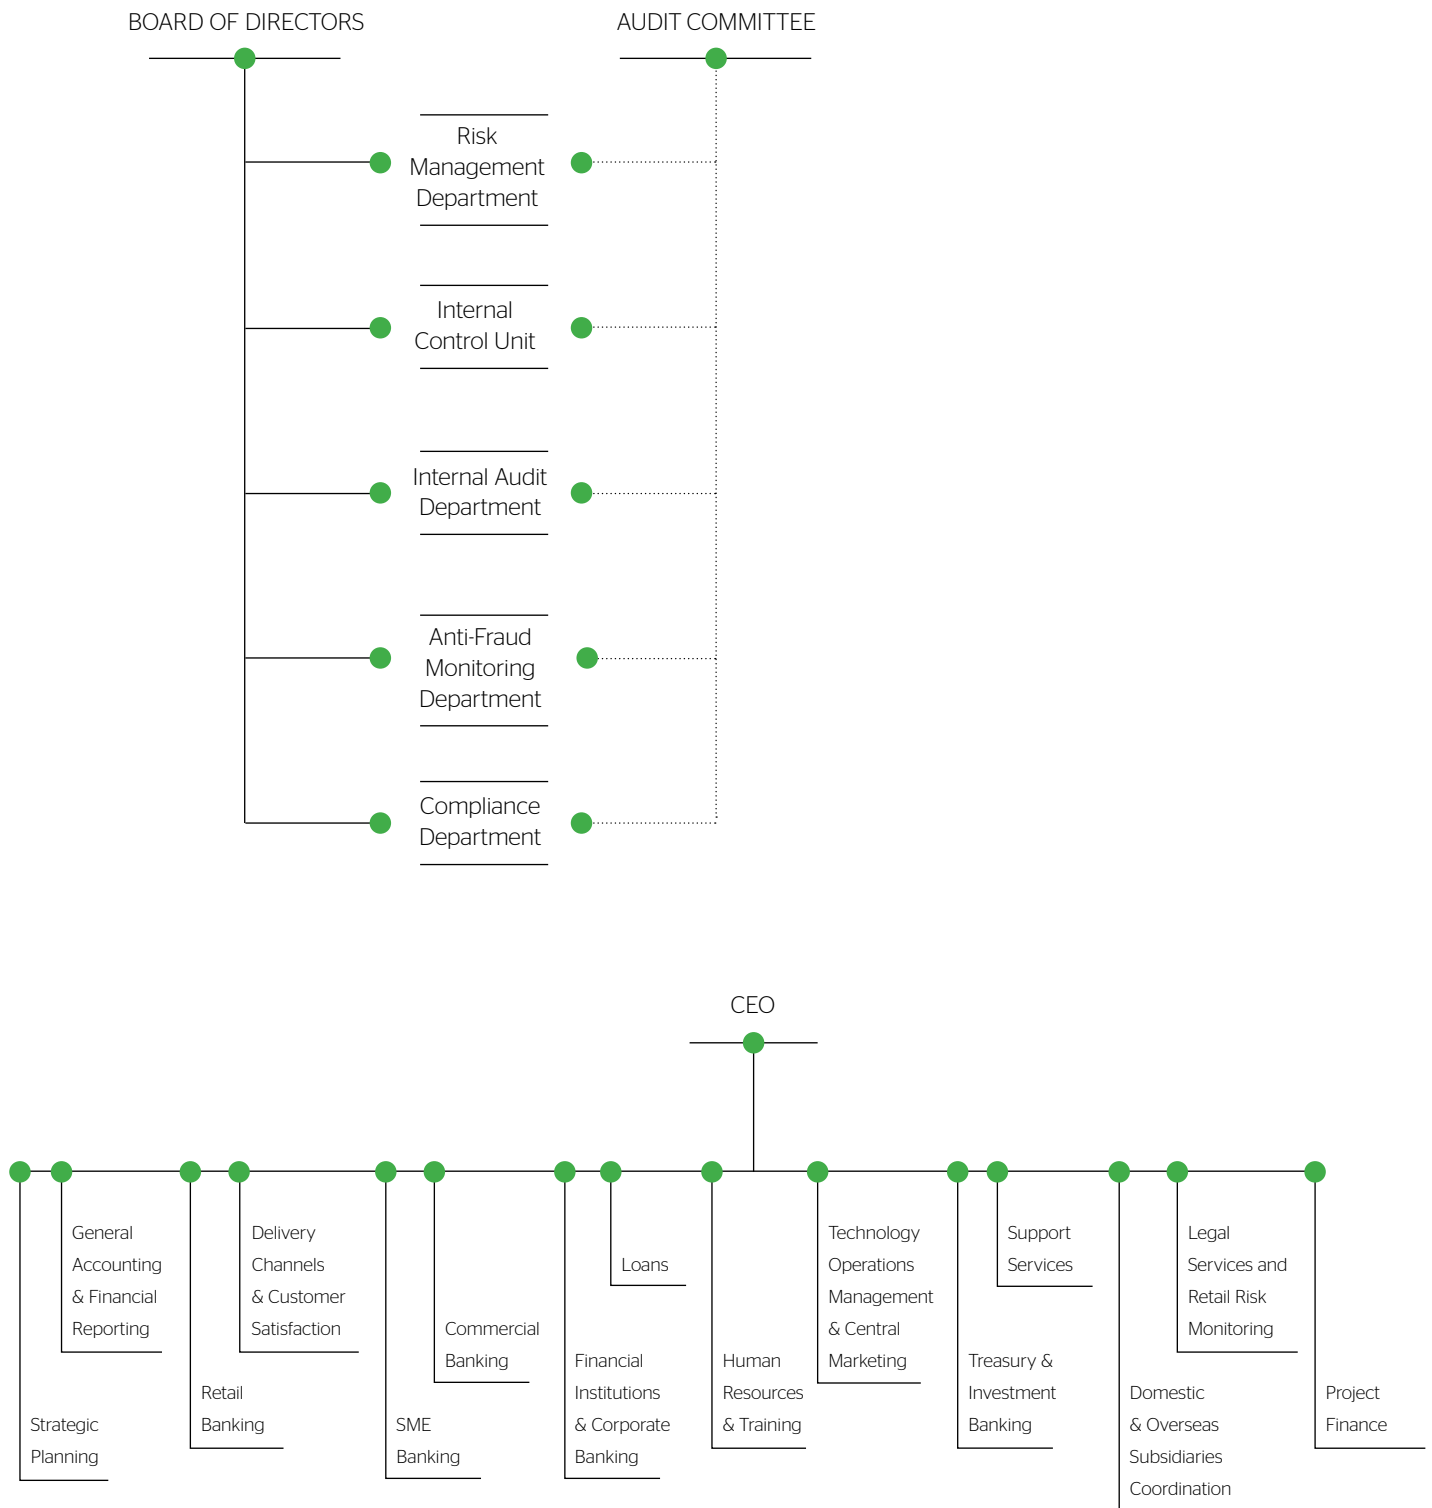 BOARD OF DIRECTORS
AUDIT COMMITTEE
Risk
Management
Department
Internal
Control Unit
Internal Audit
Department
Anti-Fraud
Monitoring
Department
Compliance
Department
CEO
Strategic
Planning
General
Accounting
& Financial
Reporting
Retail
Banking
Delivery
Channels
& Customer
Satisfaction
SME
Banking
Commercial
Banking
Financial
Institutions
& Corporate
Banking
Loans
Human
Resources
& Training
Technology
Operations
Management
& Central
Marketing
Treasury &
Investment
Banking
Support
Services
Domestic
& Overseas
Subsidiaries
Coordination
Legal
Services and
Retail Risk
Monitoring
Project
Finance